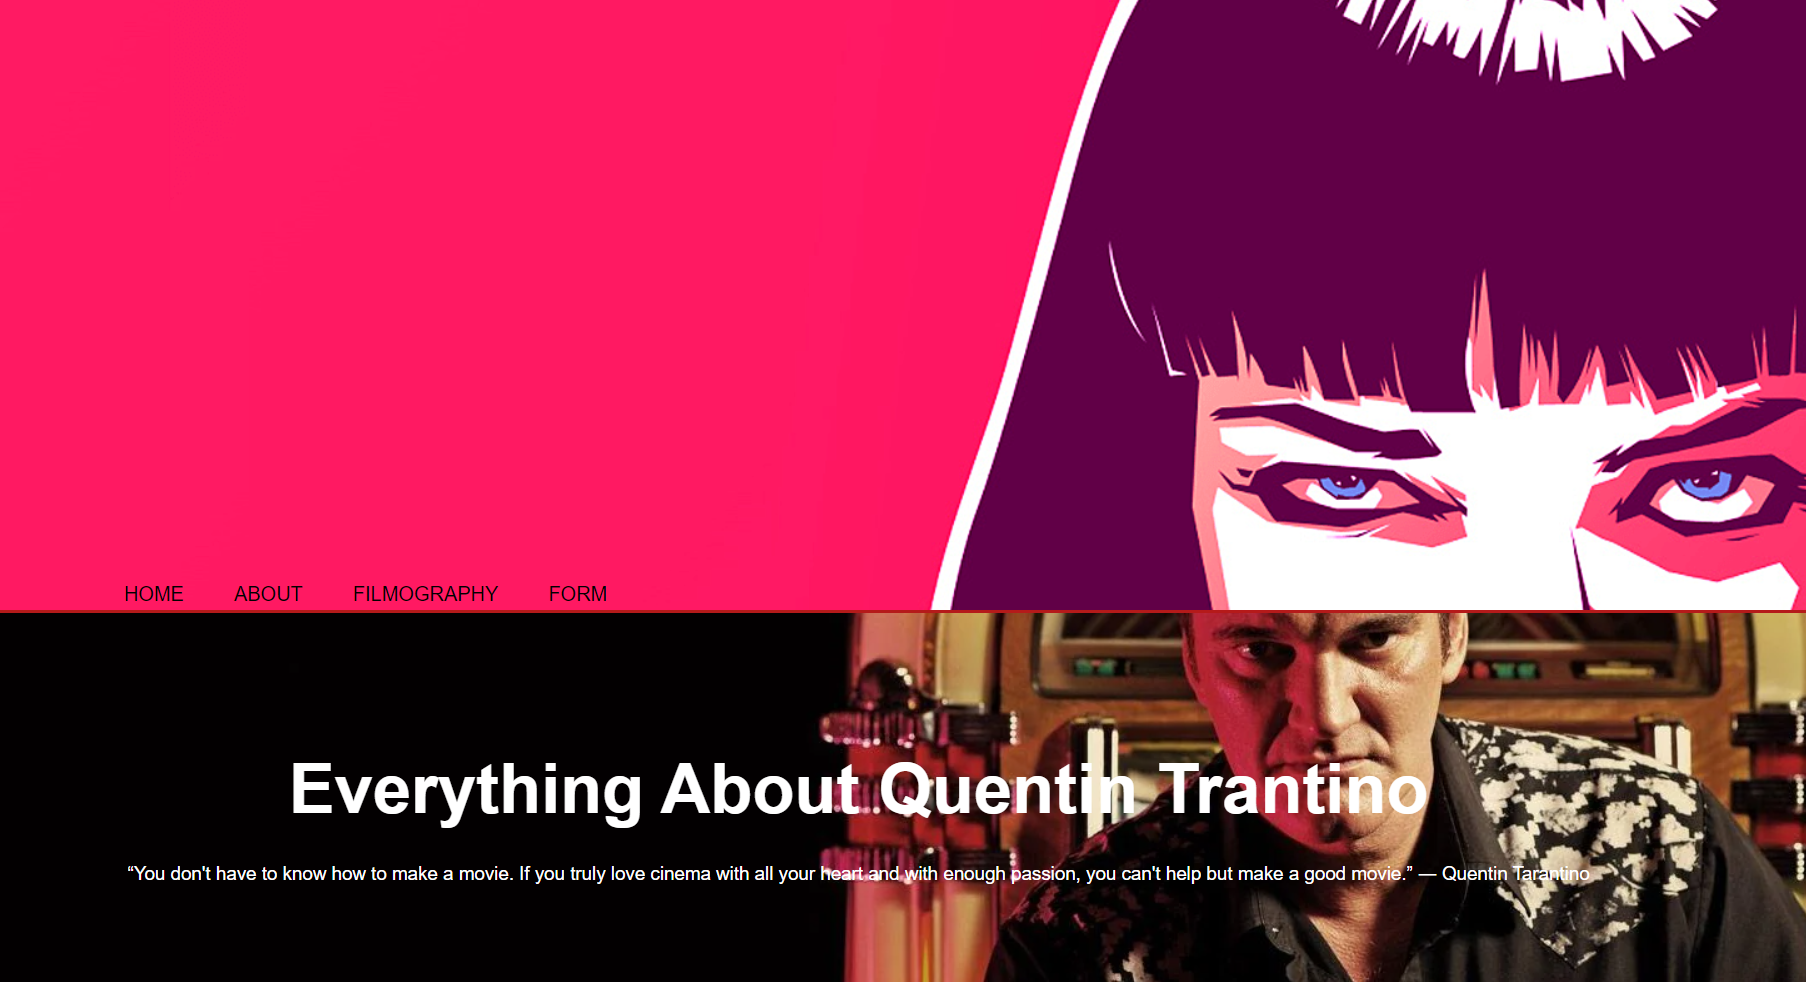 HOME ABOUT FILMOGRAPHY FORM
Everything About Quentin Trantino
“You don't have to know how to make a movie. If you truly love cinema with all your heart and with enough passion, you can't help but make a good movie.” — Quentin Tarantino